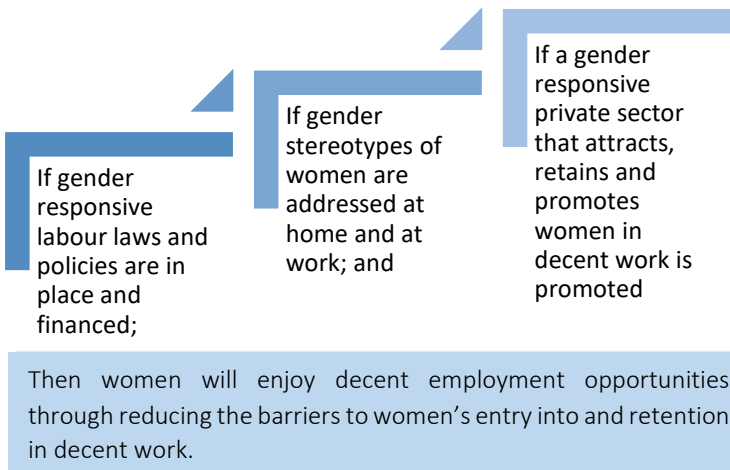 If gender
responsive
labour laws and
policies are in
place and
financed;
If gender
stereotypes of
women are
addressed at
home and at
work; and
If a gender
responsive
private sector
that attracts,
retains and
promotes
women in
decent work is
promoted
Then women will enjoy decent employment opportunities
through reducing the barriers to women’s entry into and retention
in decent work.